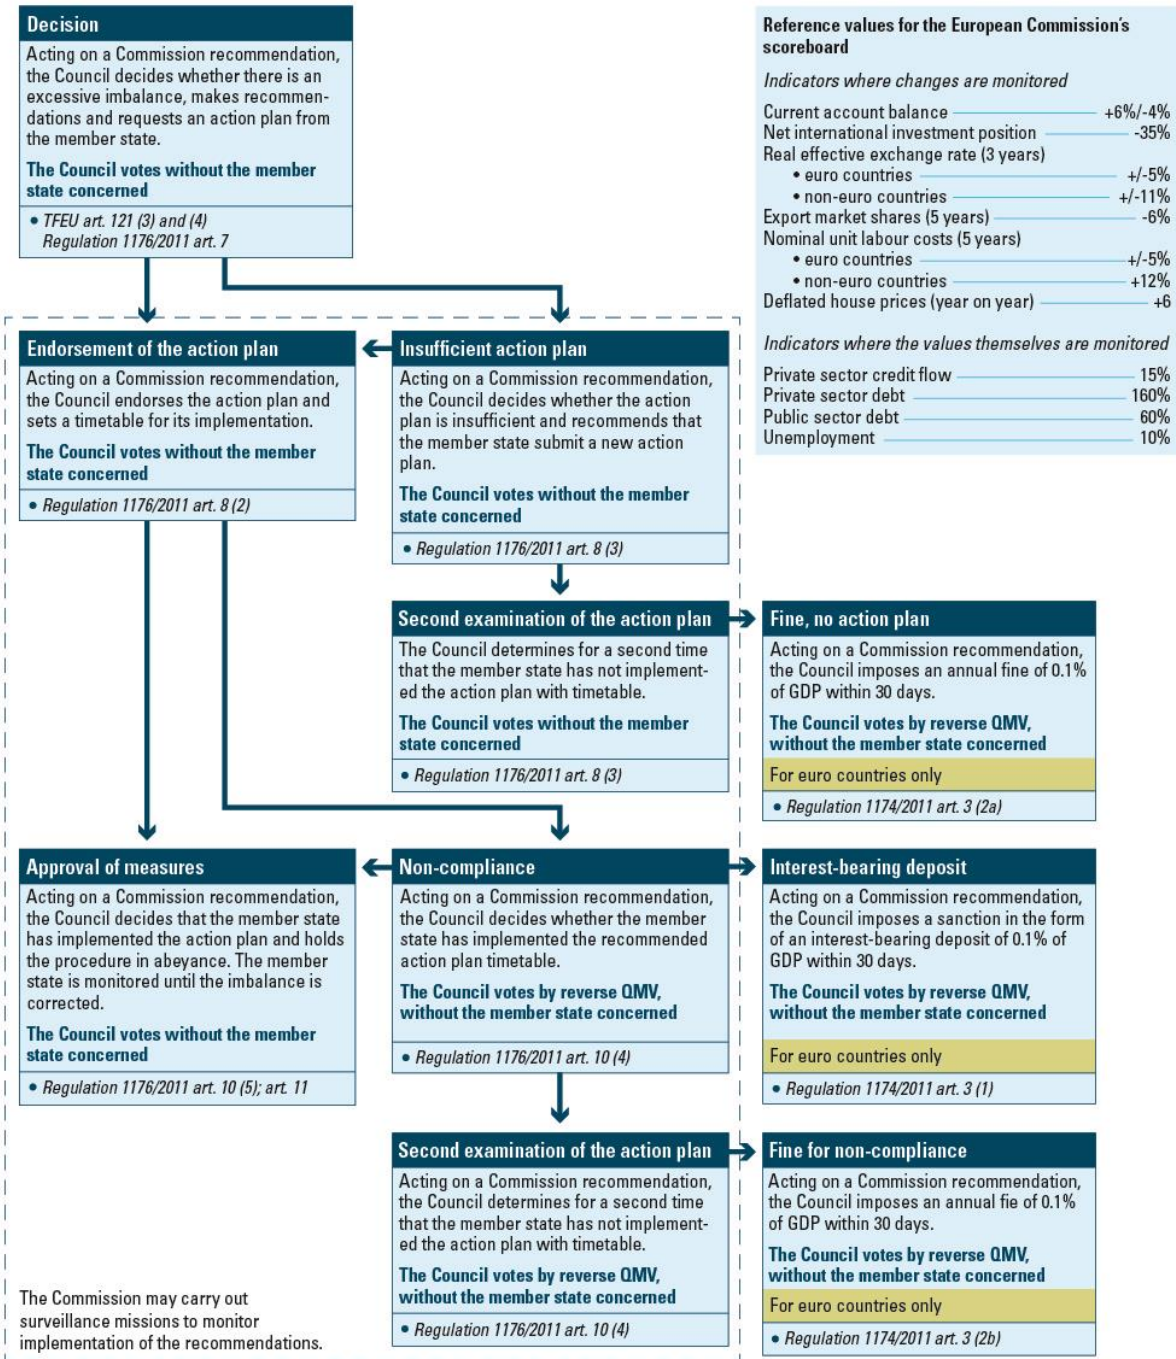 Decision
Acting on a Commission recommendation,
the Council decides whether there is an
excessive imbalance, makes recommen-
dations and requests an action plan from
the member state.
The Council votes without the member
state concerned
• TFEU art. 121 (3) and (4)
Regulation 1176/2011 art. 7
Reference values for the European Commission's
scoreboard
Indicators where changes are monitored
Current account balance +6%/-4%
Net international investment position -35%
Real effective exchange rate (3 years)
• euro countries +/-5%
• non-euro countries +/-11%
Export market shares (5 years) -6%
Nominal unit labour costs (5 years)
• euro countries +/-5%
• non-euro countries +12%
Deflated house prices (year on year) +6
Indicators where the values themselves are monitored
Private sector credit flow 15%
Private sector debt 160%
Public sector debt 60%
Unemployment 10%
Endorsement of the action plan
Acting on a Commission recommendation,
the Council endorses the action plan and
sets a timetable for its implementation.
The Council votes without the member
state concerned
• Regulation 1176/2011 art. 8 (2)
Insufficient action plan
Acting on a Commission recommendation,
the Council decides whether the action
plan is insufficient and recommends that
the member state submit a new action
plan.
The Council votes without the member
state concerned
• Regulation 1176/2011 art. 8 (3)
Second examination of the action plan
The Council determines for a second time
that the member state has not implement-
ed the action plan with timetable.
The Council votes without the member
state concerned
• Regulation 1176/2011 art. 8 (3)
Fine, no action plan
Acting on a Commission recommendation,
the Council imposes an annual fine of 0.1%
of GDP within 30 days.
The Council votes by reverse QMV,
without the member state concerned
For euro countries only
• Regulation 1174/2011 art. 3 (2a)
Approval of measures
Acting on a Commission recommendation,
the Council decides that the member state
has implemented the action plan and holds
the procedure in abeyance. The member
state is monitored until the imbalance is
corrected.
The Council votes without the member
state concerned
• Regulation 1176/2011 art. 10 (5); art. 11
Non-compliance
Acting on a Commission recommendation,
the Council decides whether the member
state has implemented the recommended
action plan timetable.
The Council votes by reverse QMV,
without the member state concerned
• Regulation 1176/2011 art. 10 (4)
Interest-bearing deposit
Acting on a Commission recommendation,
the Council imposes a sanction in the form
of an interest-bearing deposit of 0.1% of
GDP within 30 days.
The Council votes by reverse QMV,
without the member state concerned
For euro countries only
• Regulation 1174/2011 art. 3 (1)
Second examination of the action plan
Acting on a Commission recommendation,
the Council determines for a second time
that the member state has not implement-
ed the action plan with timetable.
The Council votes by reverse QMV,
without the member state concerned
• Regulation 1176/2011 art. 10 (4)
Fine for non-compliance
Acting on a Commission recommendation,
the Council imposes an annual fie of 0.1%
of GDP within 30 days.
The Council votes by reverse QMV,
without the member state concerned
For euro countries only
• Regulation 1174/2011 art. 3 (2b)
The Commission may carry out
surveillance missions to monitor
implementation of the recommendations.